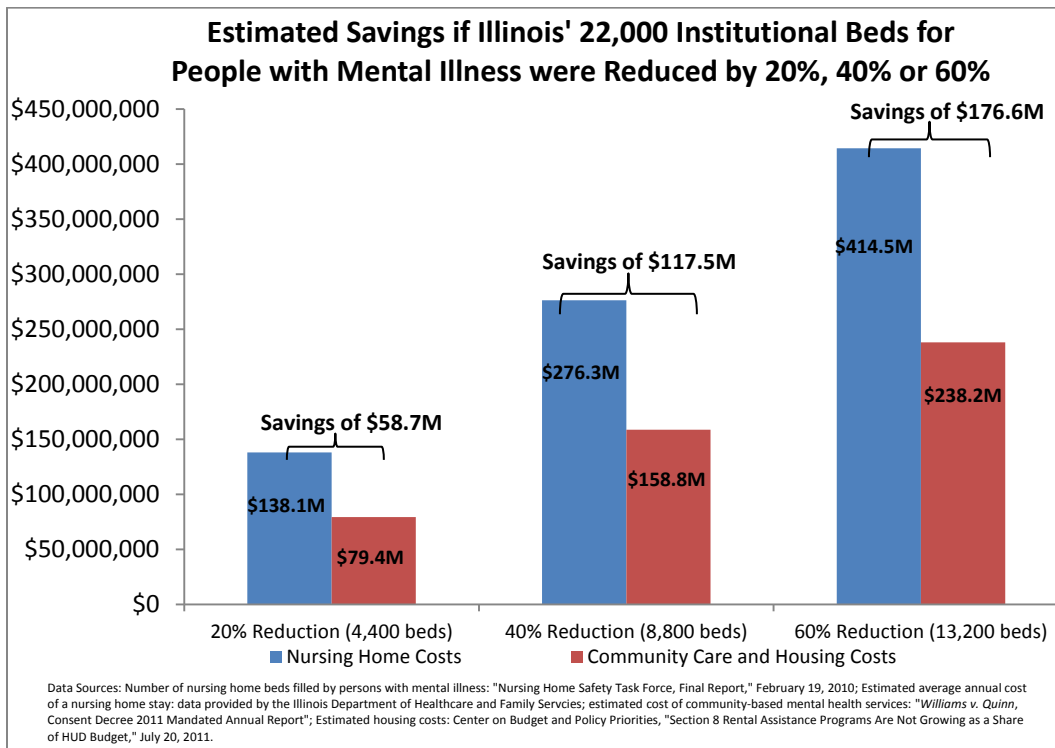 Estimated Savings if Illinois' 22,000 Institutional Beds for
People with Mental Illness were Reduced by 20%, 40% or 60%
$450,000,000
$400,000,000
$350,000,000
$300,000,000
$250,000,000
$200,000,000
$150,000,000
$100,000,000
$50,000,000
$0
Savings of $58.7M
$138.1M
$79.4M
Savings of $117.5M
$276.3M
$158.8M
Savings of $176.6M
$414.5M
$238.2M
20% Reduction (4,400 beds)
40% Reduction (8,800 beds)
60% Reduction (13,200 beds)
Nursing Home Costs
Community Care and Housing Costs
Data Sources: Number of nursing home beds filled by persons with mental illness: "Nursing Home Safety Task Force, Final Report," February 19, 2010; Estimated average annual cost
of a nursing home stay: data provided by the Illinois Department of Healthcare and Family Servcies; estimated cost of community-based mental health services: "Williams v. Quinn,
Consent Decree 2011 Mandated Annual Report"; Estimated housing costs: Center on Budget and Policy Priorities, "Section 8 Rental Assistance Programs Are Not Growing as a Share
of HUD Budget," July 20, 2011.